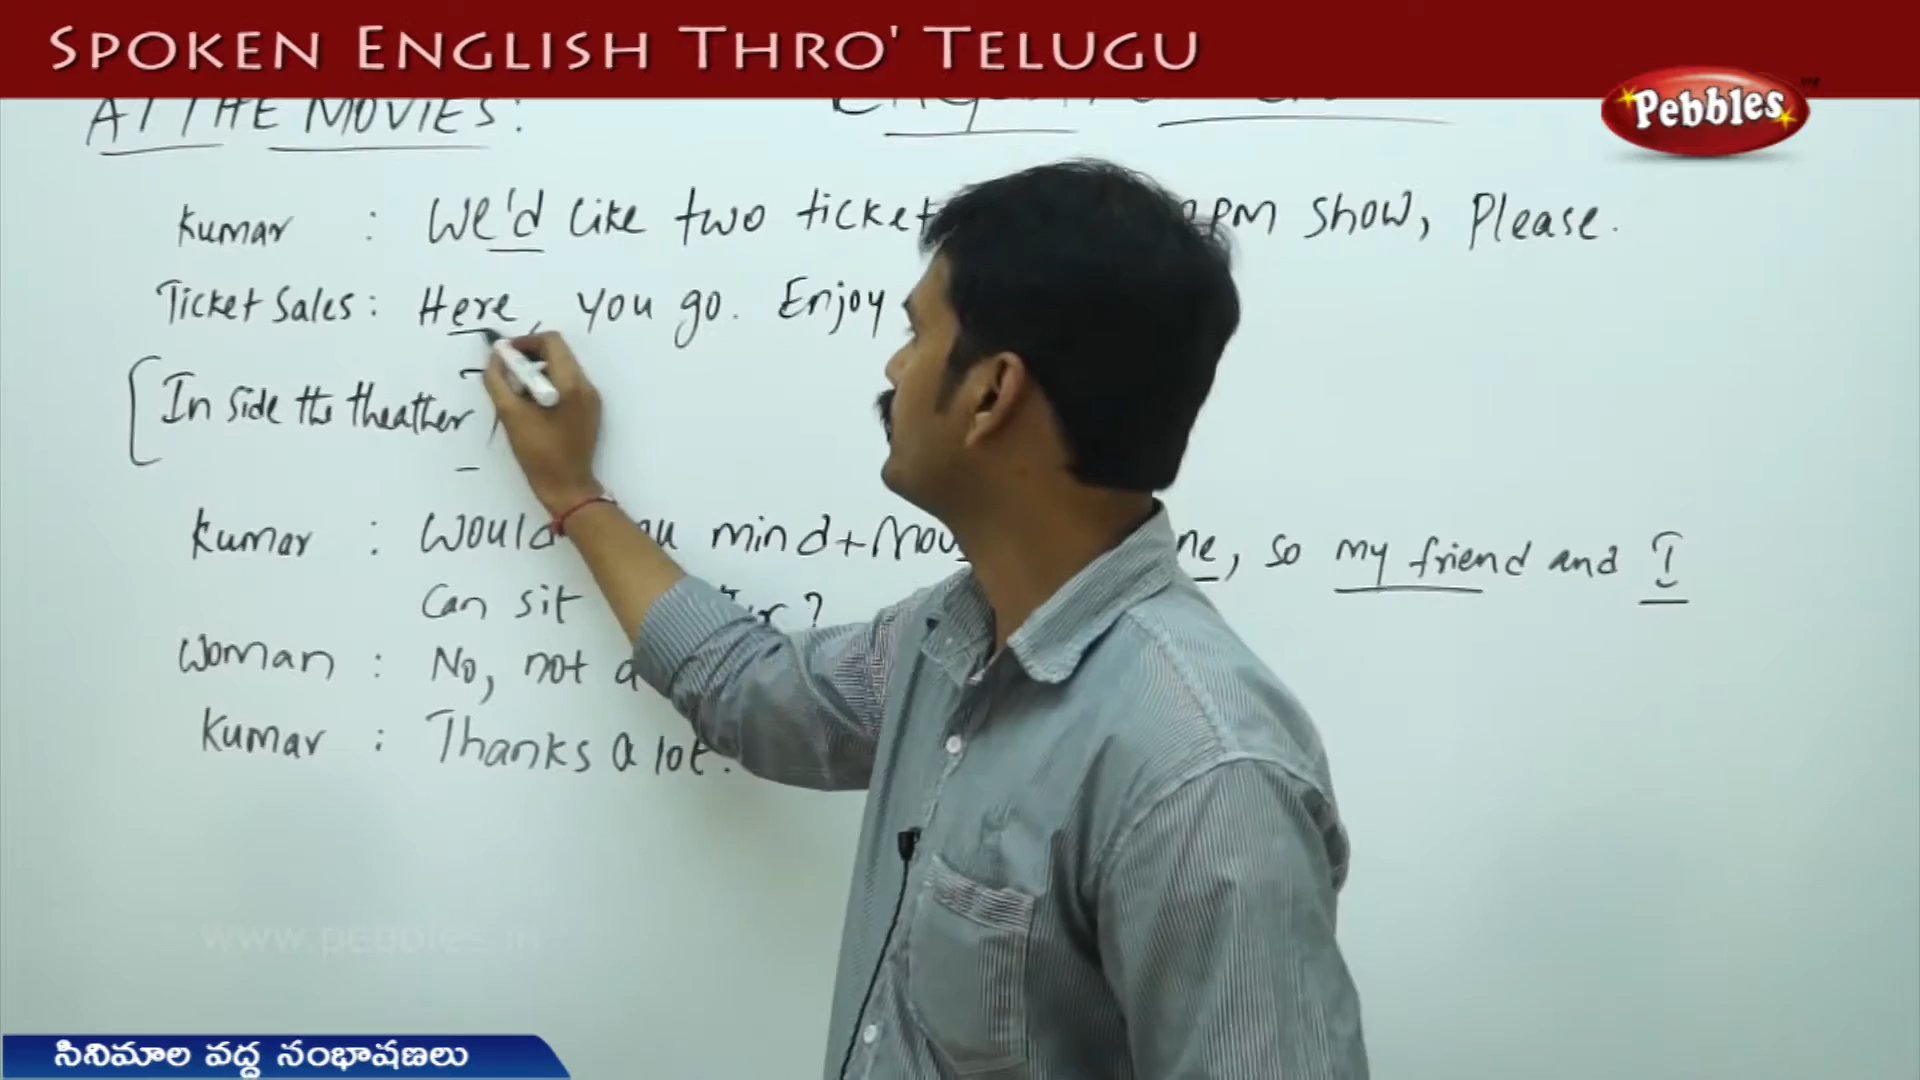 SPOKEN ENGLISH THRO' TELUGU
Pebbles
AT THE MOVIES:
Kumar : We'd like two ticket PM show, Please.
Ticket Sales: Here, you go. Enjoy
[In side the theather]
Kumar : Would mind + so my friend and I
Can sit ?
Woman : No, not
Kumar : Thanks a lot.
www.pebbles.in
సినిమాల వద్ద సంభాషణలు